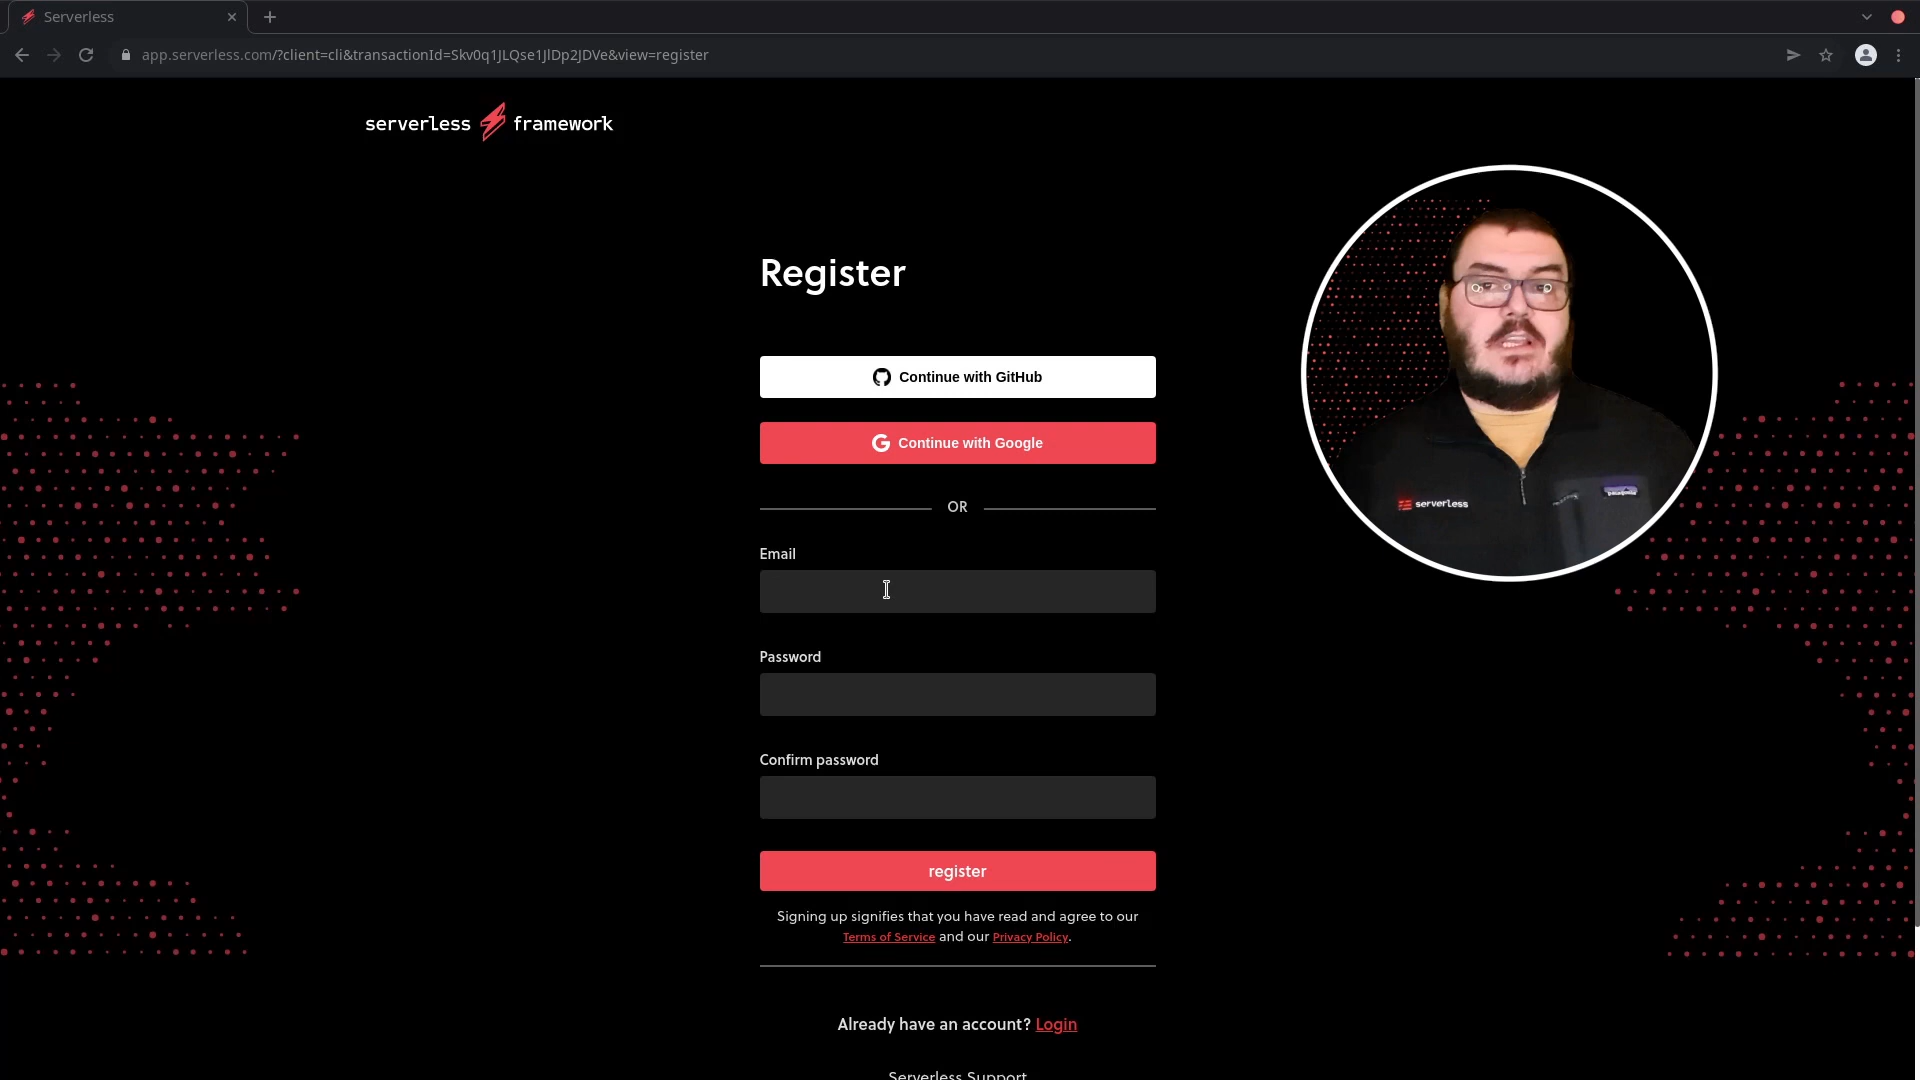 Serverless
app.serverless.com/?client=cli&transactionId=Skv0q1JLQse1JlDp2JDVe&view=register
serverless framework
Register
Continue with GitHub
Continue with Google
OR
Email
Password
serverless
patagonia
Confirm password
register
Signing up signifies that you have read and agree to our
Terms of Service and our Privacy Policy.
Already have an account? Login
Serverless Support